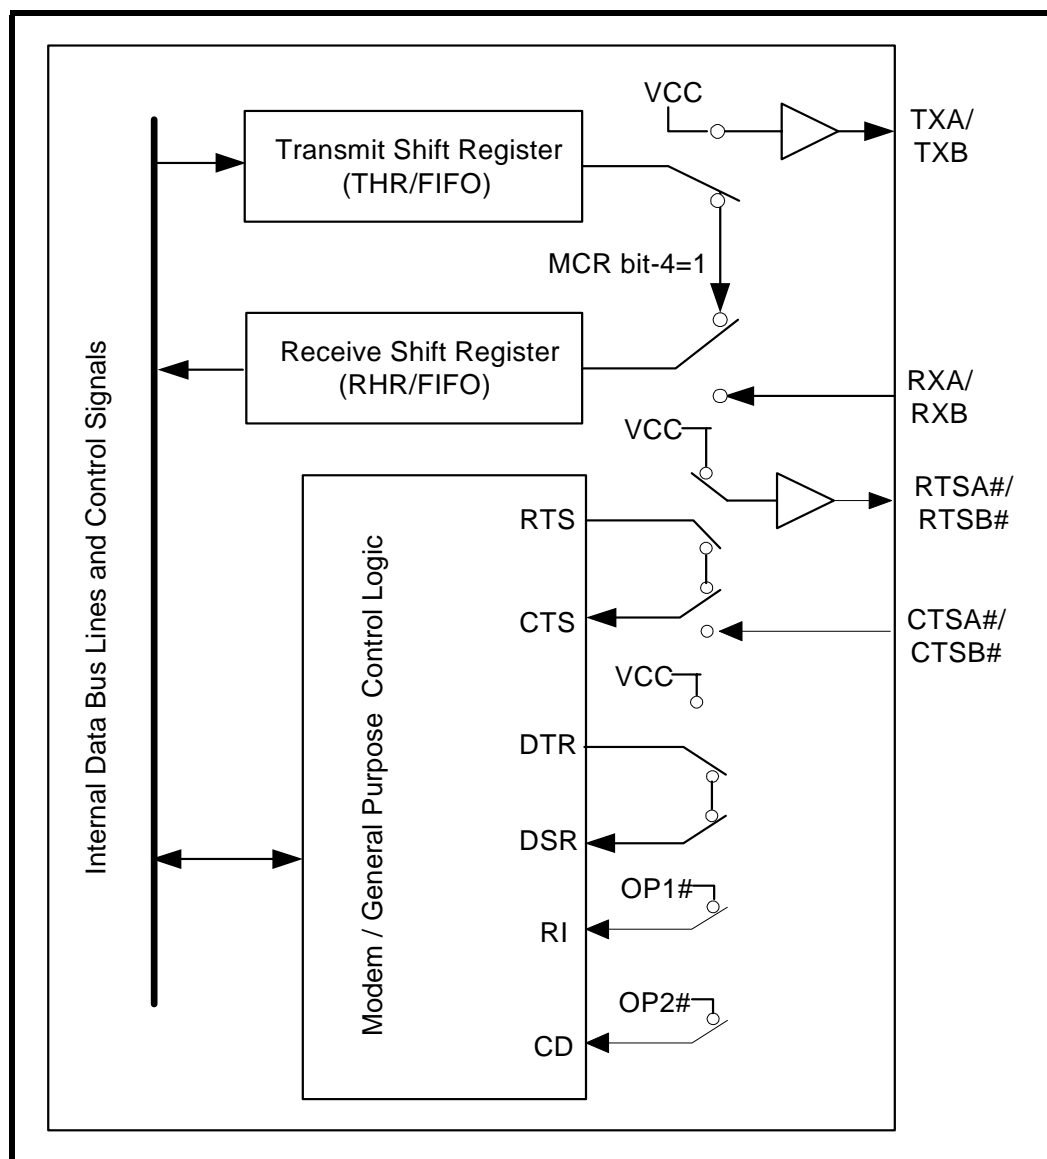 VCC
TXA/
TXB
Transmit Shift Register
(THR/FIFO)
MCR bit-4=1
Receive Shift Register
(RHR/FIFO)
RXA/
RXB
VCC
RTSA#/
RTSB#
Internal Data Bus Lines and Control Signals
Modem / General Purpose Control Logic
RTS
CTS
CTSA#/
CTSB#
VCC
DTR
DSR
OP1#
RI
OP2#
CD